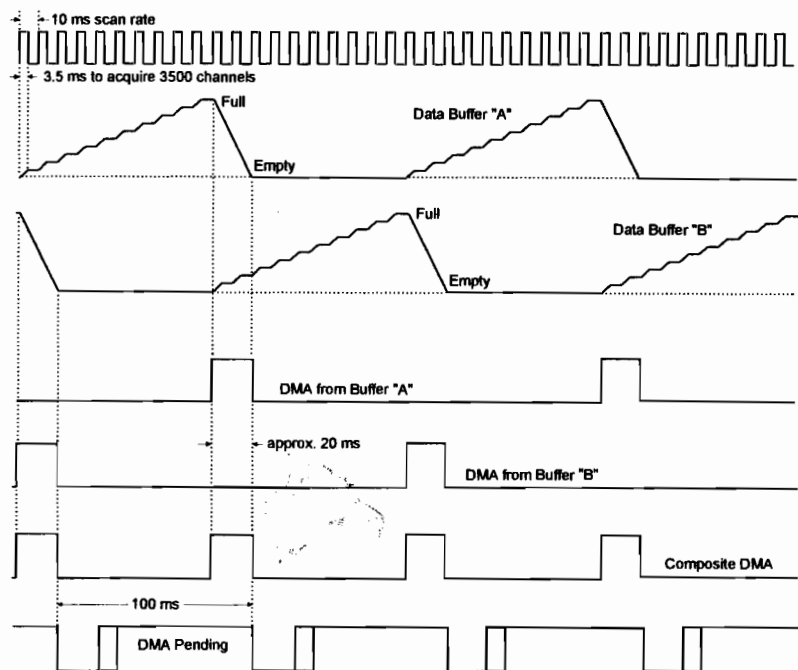 10 ms scan rate
3.5 ms to acquire 3500 channels
Full
Data Buffer "A"
Empty
Full
Data Buffer "B"
Empty
DMA from Buffer "A"
approx. 20 ms
DMA from Buffer "B"
Composite DMA
100 ms
DMA Pending